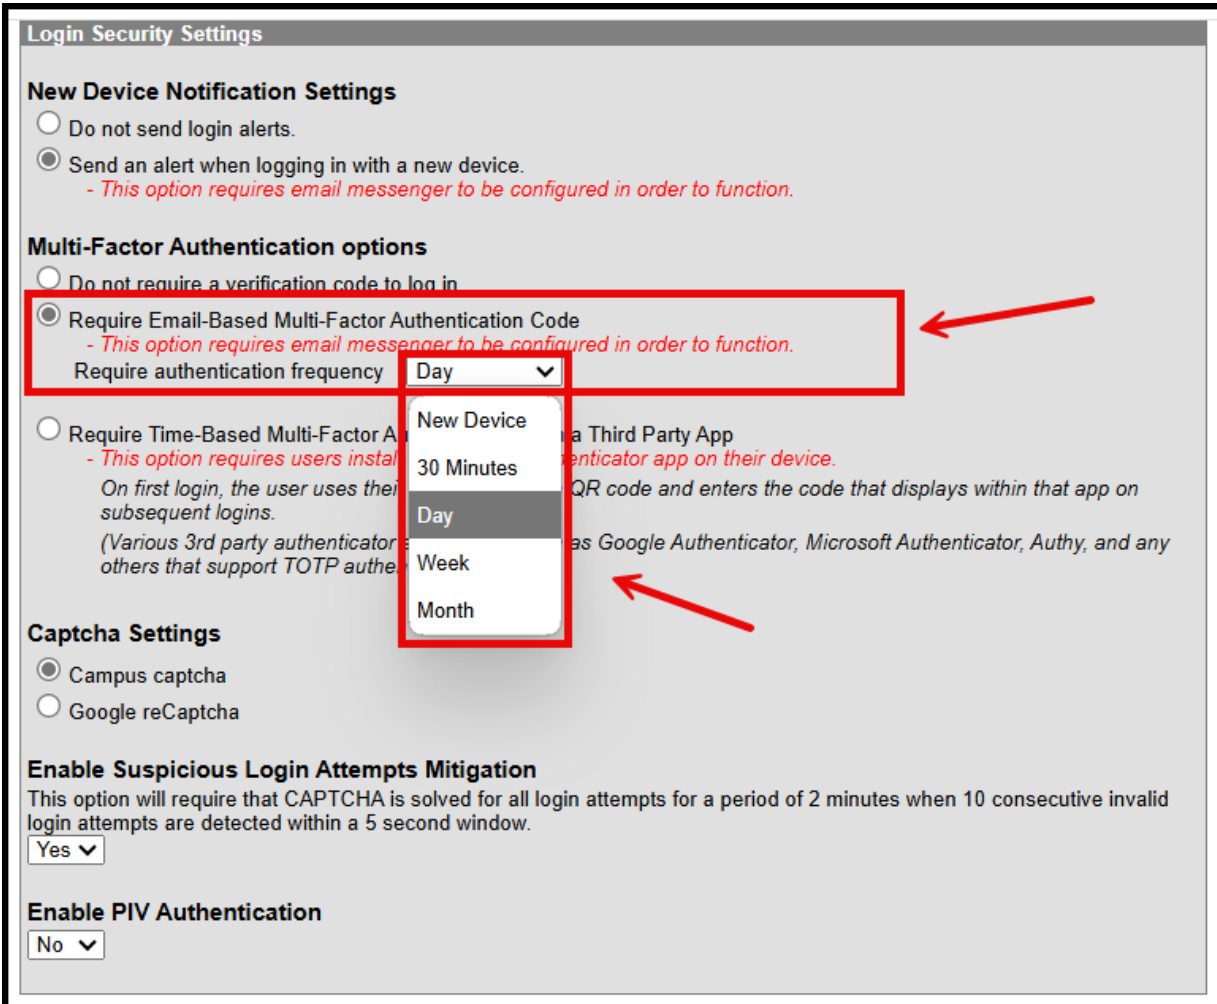 Login Security Settings
New Device Notification Settings
Do not send login alerts.
Send an alert when logging in with a new device.
- This option requires email messenger to be configured in order to function.
Multi-Factor Authentication options
Do not require a verification code to log in
Require Email-Based Multi-Factor Authentication Code
- This option requires email messenger to be configured in order to function.
Require authentication frequency Day
New Device
30 Minutes
Day
Week
Month
Require Time-Based Multi-Factor a Third Party App
- This option requires users app on their device.
On first login, the user uses QR code and enters the code that displays within that app on
subsequent logins.
(Various 3rd party authenticator as Google Authenticator, Microsoft Authenticator, Authy, and any
others that support TOTP
Captcha Settings
Campus captcha
Google reCaptcha
Enable Suspicious Login Attempts Mitigation
This option will require that CAPTCHA is solved for all login attempts for a period of 2 minutes when 10 consecutive invalid
login attempts are detected within a 5 second window.
Yes
Enable PIV Authentication
No